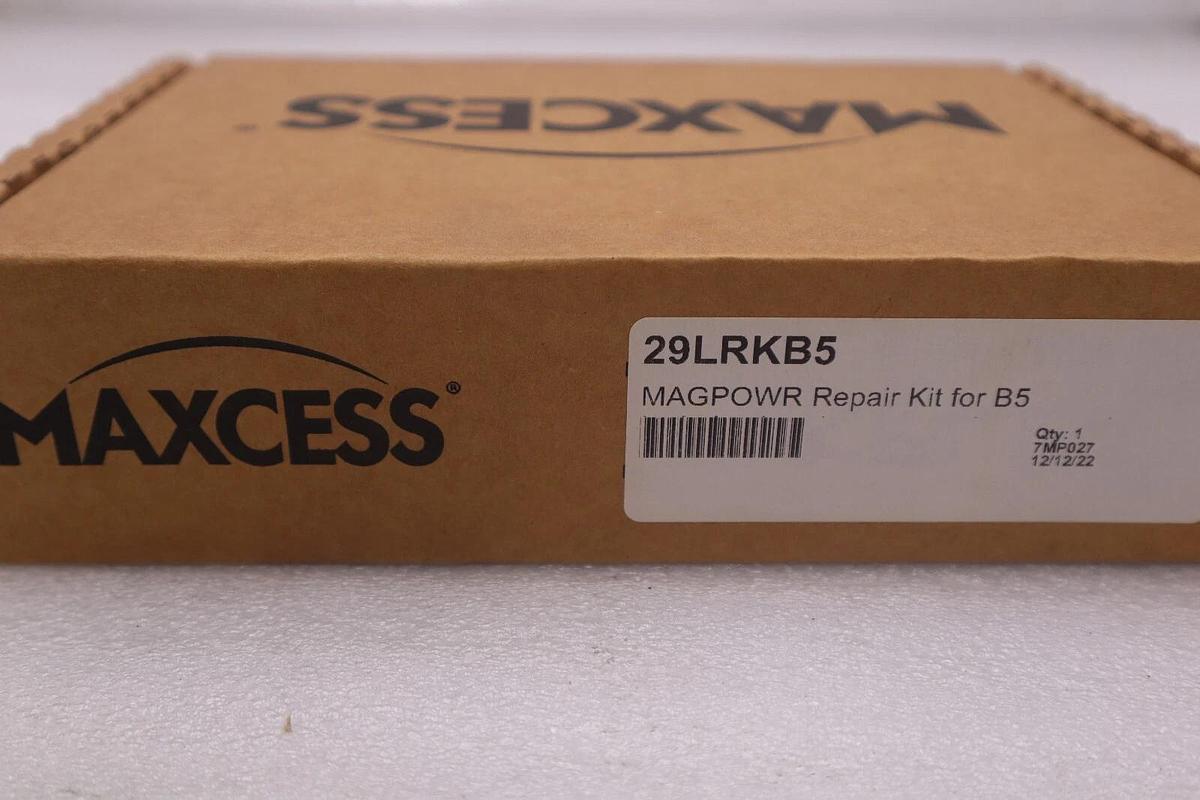 MAXCESS
MAXCESS®
29LRKB5
MAGPOWR Repair Kit for B5
Qty: 1
7MP027
12/12/22